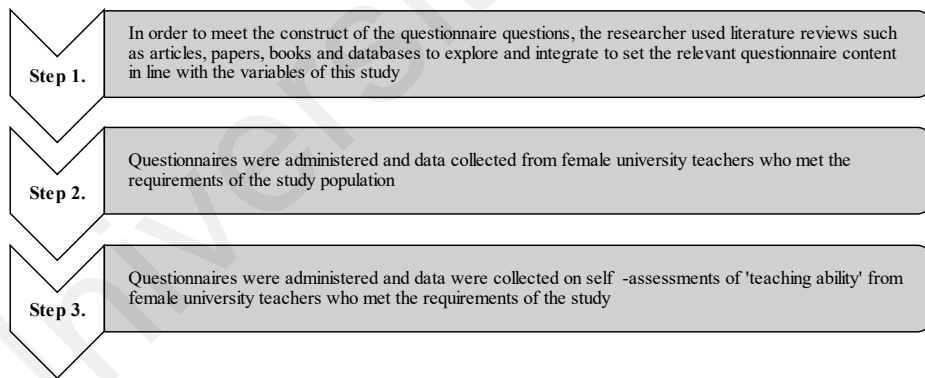 In order to meet the construct of the questionnaire questions, the researcher used literature reviews such
as articles, papers, books and databases to explore and integrate to set the relevant questionnaire content
in line with the variables of this study
Step 1.
Questionnaires were administered and data collected from female university teachers who met the
requirements of the study population
Step 2.
Questionnaires were administered and data were collected on self -assessments of 'teaching ability' from
female university teachers who met the requirements of the study
Step 3.